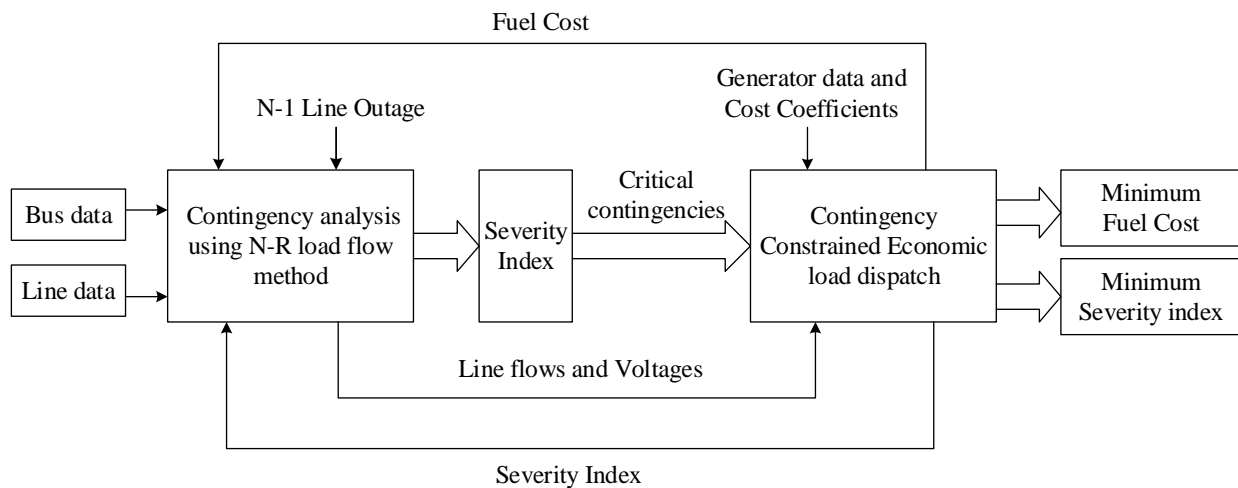 Fuel Cost
N-1 Line Outage
Generator data and
Cost Coefficients
Bus data
Line data
Contingency analysis
using N-R load flow
method
Severity
Index
Critical
contingencies
Contingency
Constrained Economic
load dispatch
Minimum
Fuel Cost
Minimum
Severity index
Line flows and Voltages
Severity Index